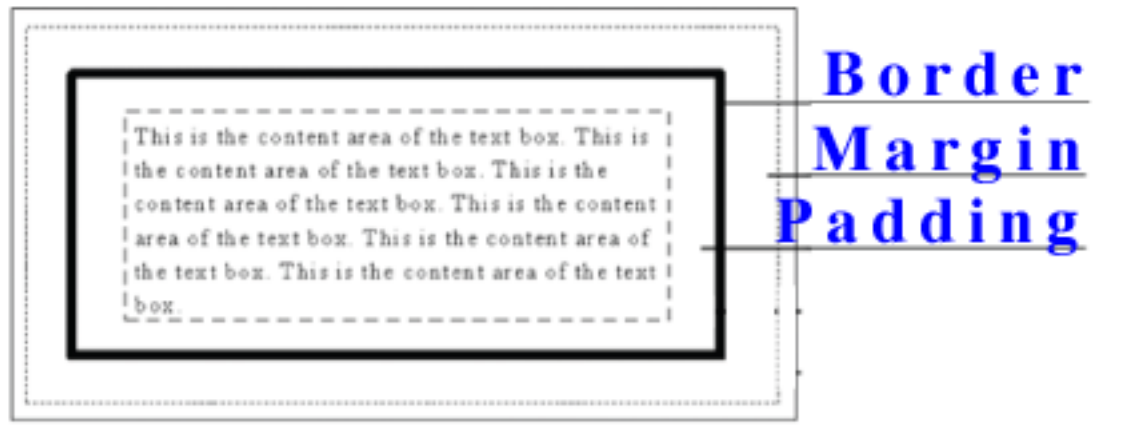 Border
Margin
Padding
This is the content area of the text box. This is
the content area of the text box. This is the
content area of the text box. This is the content
area of the text box. This is the content area of
the text box. This is the content area of the text
box.